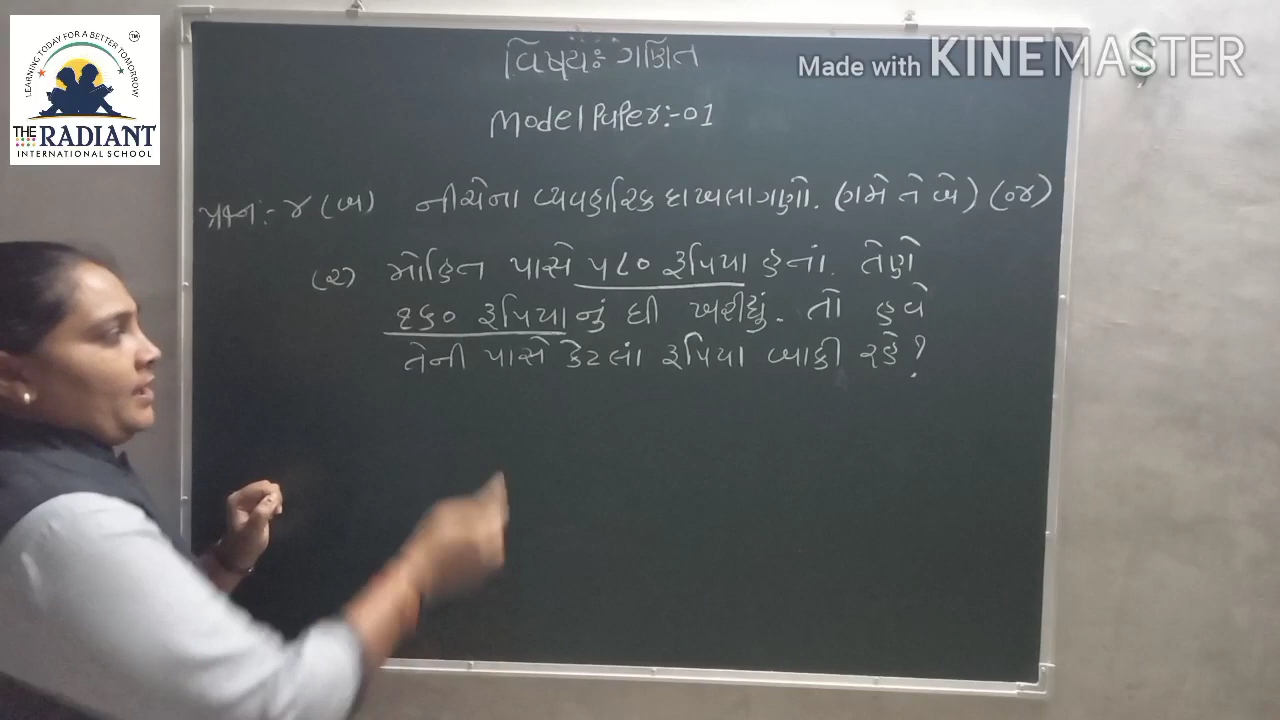 LEARNING TODAY FOR A BETTER TOMORROW
TM
THE RADIANT
INTERNATIONAL SCHOOL
Made with KINEMASTER
વિષય: ગણિત
Model Paper:-01
પ્રશ્ન:- ૪ (બ) નીચેના વ્યવહારિક દાખલા ગણો. (ગમે તે બે) (૦૪)
(૨) મોહિત પાસે ૫૮૦ રૂપિયા હતાં. તેણે
૨૬૦ રૂપિયાનું ઘી ખરીદ્યું. તો હવે
તેની પાસે કેટલાં રૂપિયા બાકી રહે?